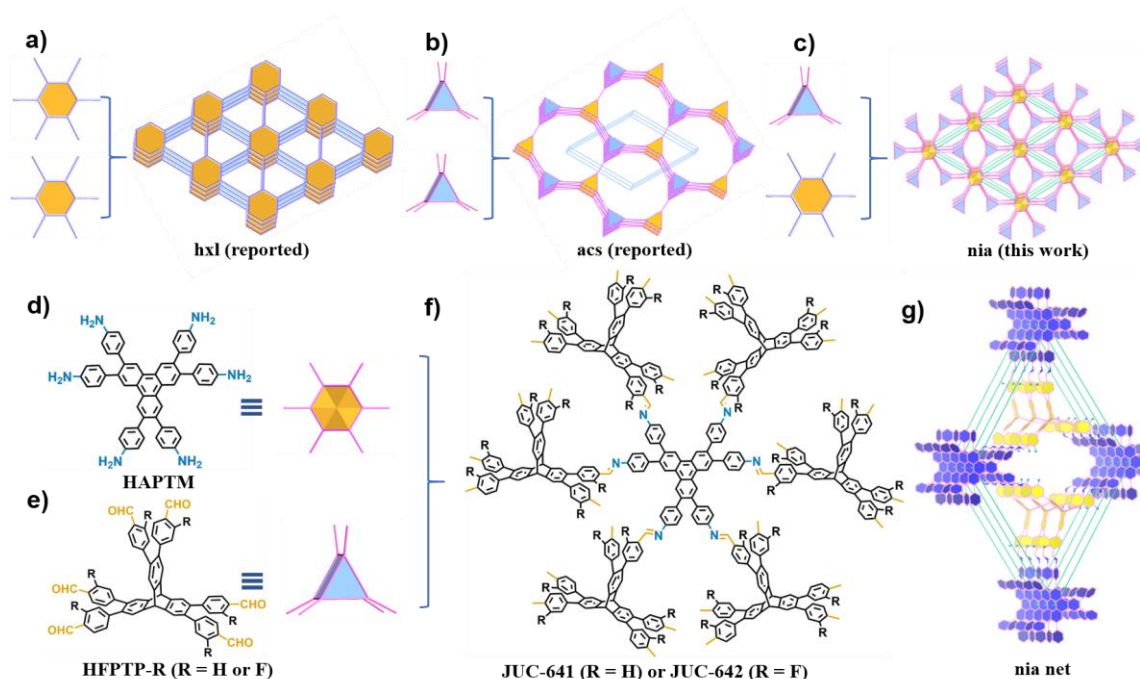 a)
b)
c)
hxl (reported)
acs (reported)
nia (this work)
d)
H₂N
NH₂
H₂N
NH₂
H₂N
NH₂
HAPTM
e)
OHC
CHO
R
R
OHC
R
R
CHO
OHC
R
R
CHO
HFPTP-R (R = H or F)
f)
R
R
R
R
R
R
R
R
R
R
R
R
N
N
R
R
R
R
R
R
N
N
R
R
R
R
R
R
N
N
R
R
R
R
R
R
R
R
R
R
R
R
JUC-641 (R = H) or JUC-642 (R = F)
g)
nia net